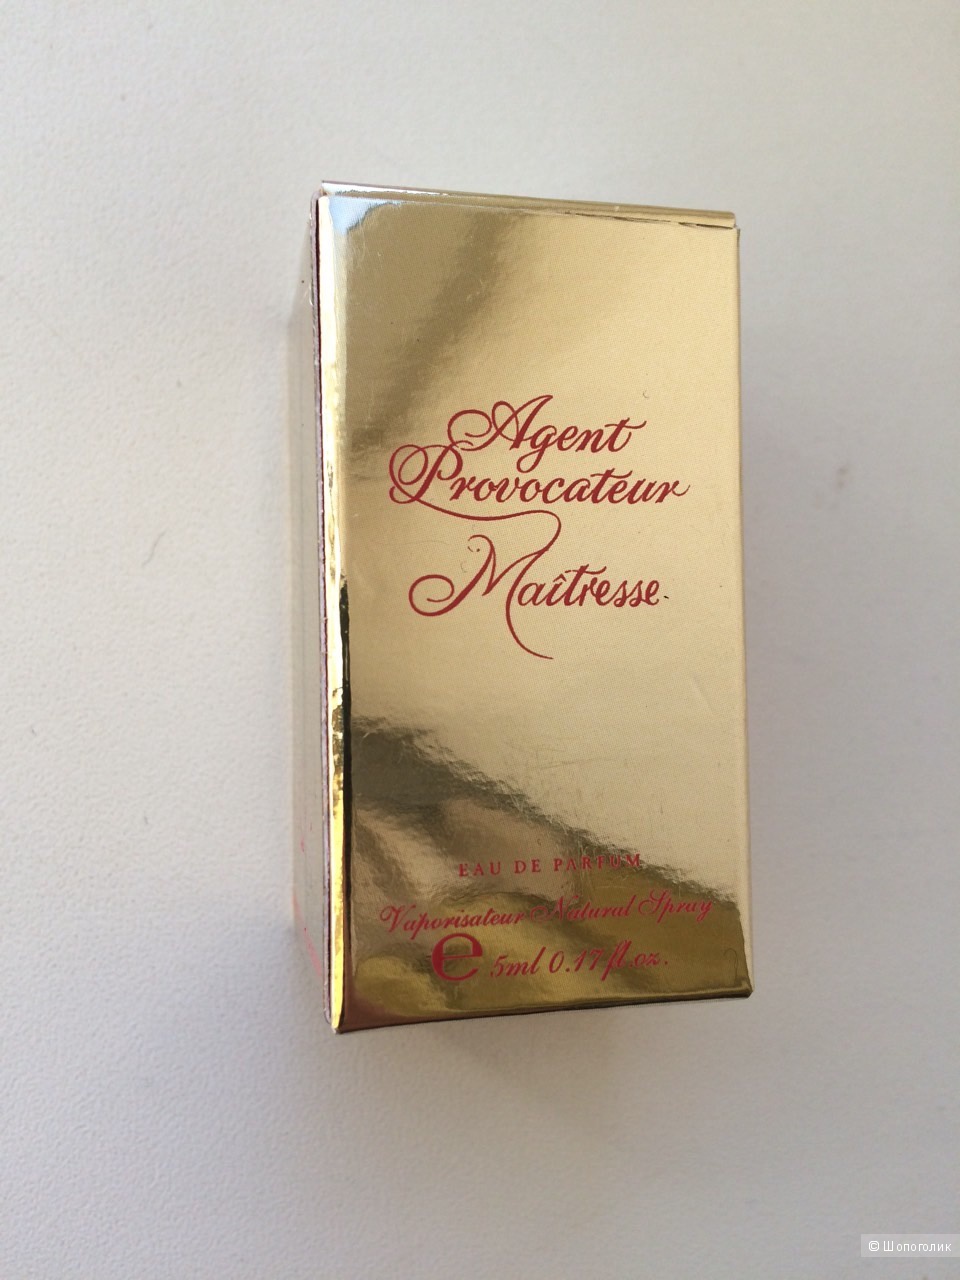 Agent
Provocateur
Maîtresse
EAU DE PARFUM
Vaporisateur Natural Spray
e 5ml 0.17 fl.oz.
© Шопоголик